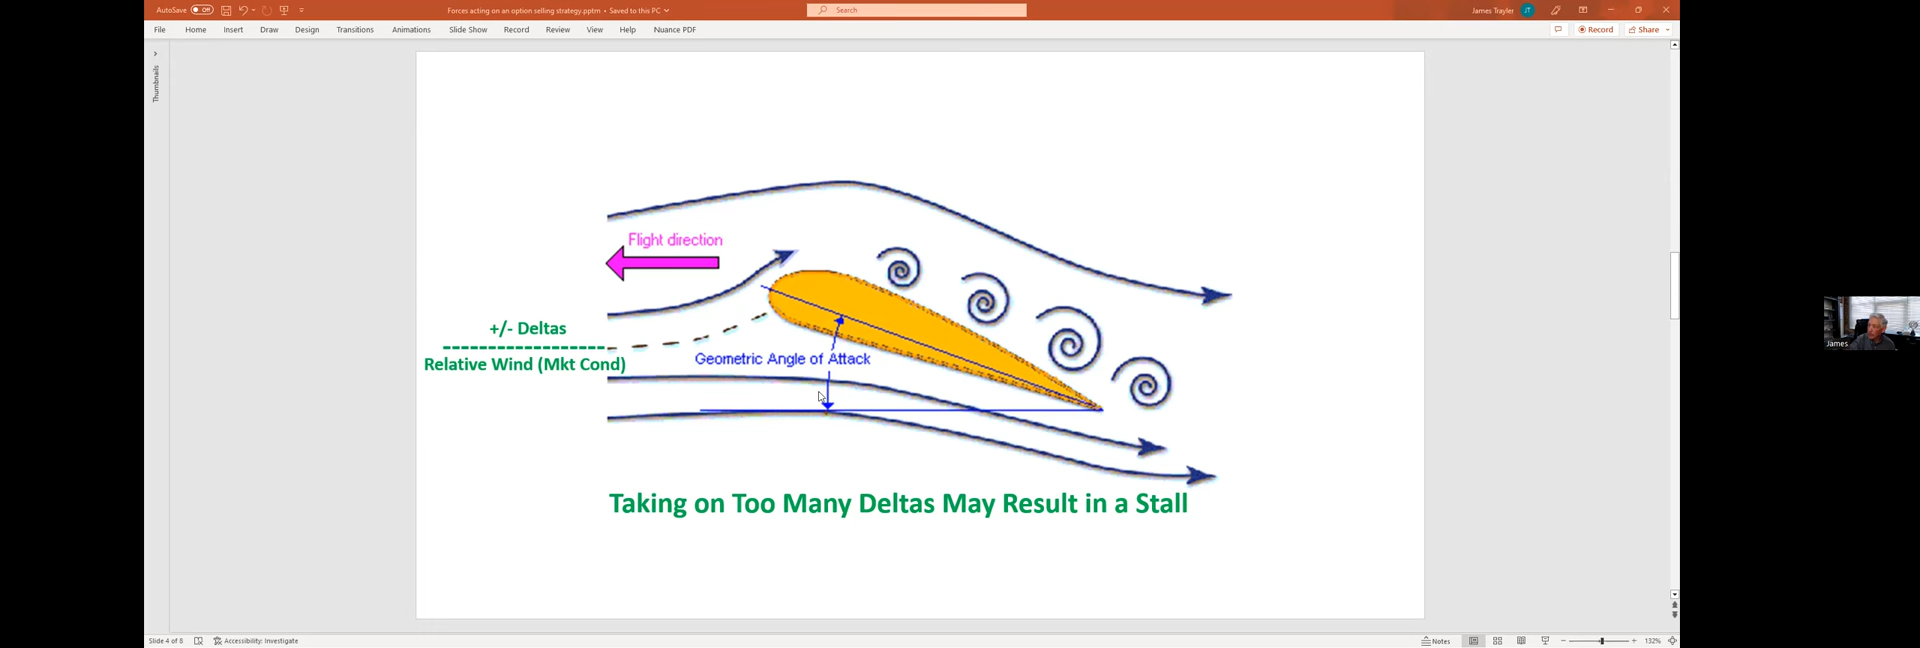 AutoSave Off Forces acting on an option selling strategy.pptm • Saved to this PC Search James Trayler JT
File Home Insert Draw Design Transitions Animations Slide Show Record Review View Help Nuance PDF Record Share
Thumbnails
Flight direction
+/- Deltas
Relative Wind (Mkt Cond)
Geometric Angle of Attack
Taking on Too Many Deltas May Result in a Stall
James
Slide 4 of 8 Accessibility: Investigate Notes 132%